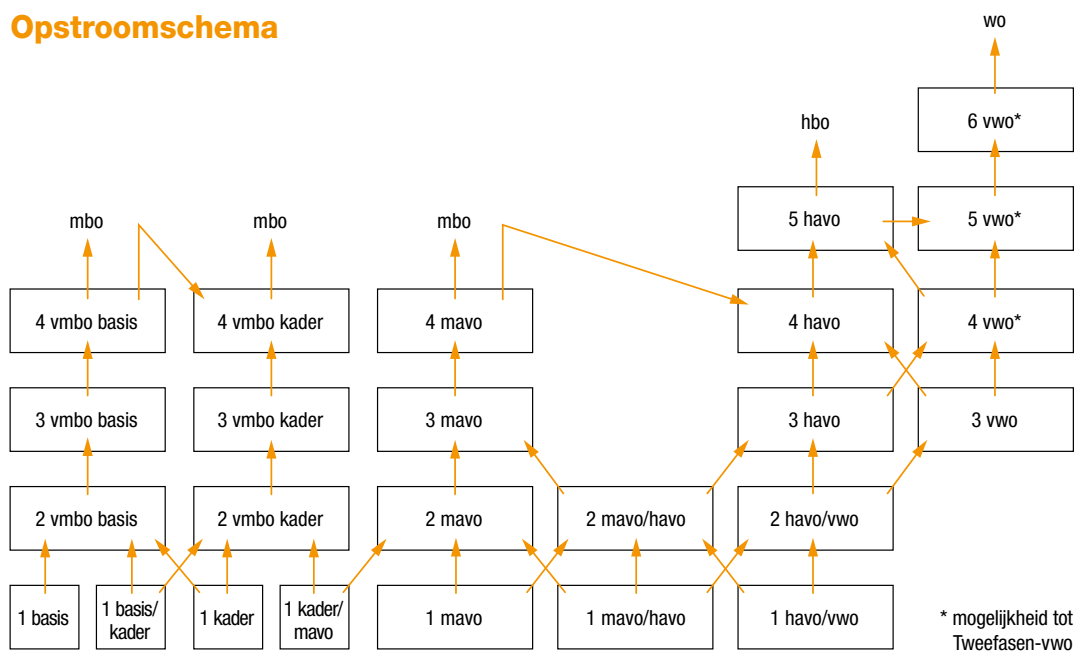 Opstroomschema
wo
hbo
6 vwo*
mbo
mbo
mbo
5 havo
5 vwo*
4 vmbo basis
4 vmbo kader
4 mavo
4 havo
4 vwo*
3 vmbo basis
3 vmbo kader
3 mavo
3 havo
3 vwo
2 vmbo basis
2 vmbo kader
2 mavo
2 mavo/havo
2 havo/vwo
1 basis
1 basis/
kader
1 kader
1 kader/
mavo
1 mavo
1 mavo/havo
1 havo/vwo
* mogelijkheid tot
Tweefasen-vwo